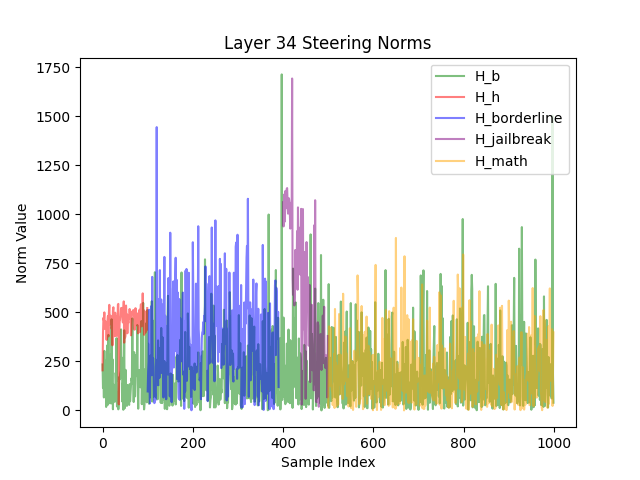 Layer 34 Steering Norms
Norm Value
1750
1500
1250
1000
750
500
250
0
H_b
H_h
H_borderline
H_jailbreak
H_math
0 200 400 600 800 1000
Sample Index